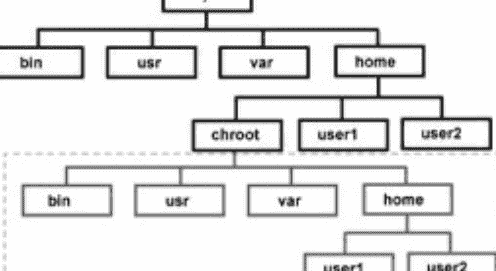 bin usr var home
chroot user1 user2
bin usr var home
user1 user2